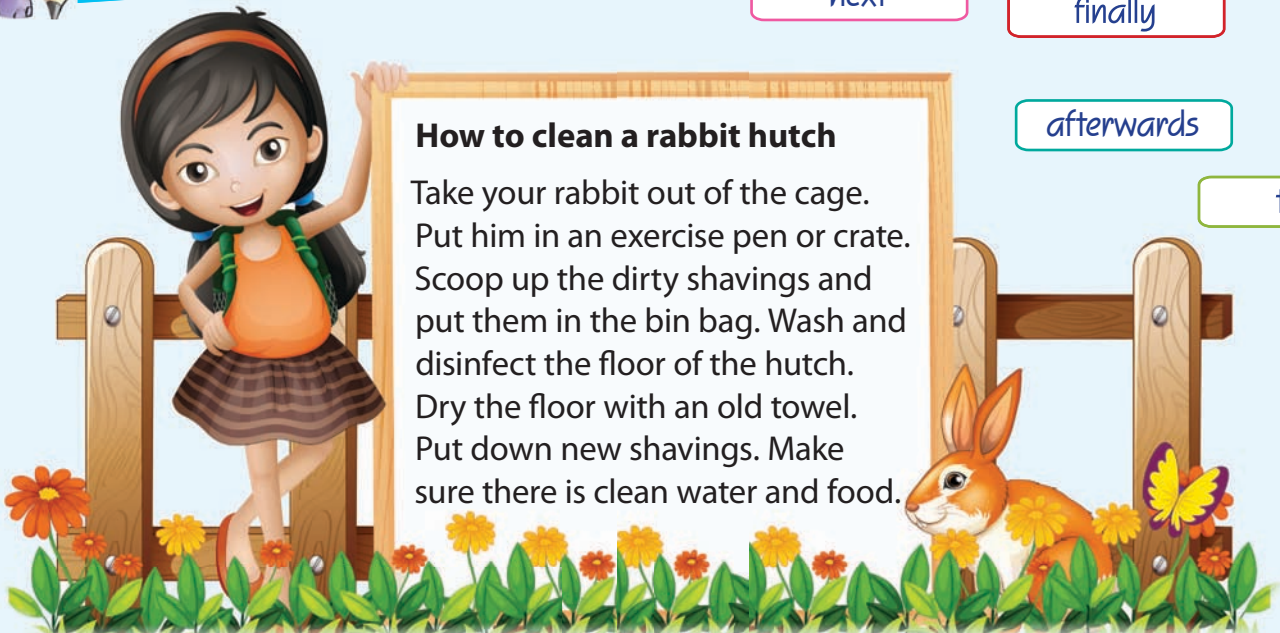 finally
afterwards
How to clean a rabbit hutch
Take your rabbit out of the cage.
Put him in an exercise pen or crate.
Scoop up the dirty shavings and
put them in the bin bag. Wash and
disinfect the floor of the hutch.
Dry the floor with an old towel.
Put down new shavings. Make
sure there is clean water and food.